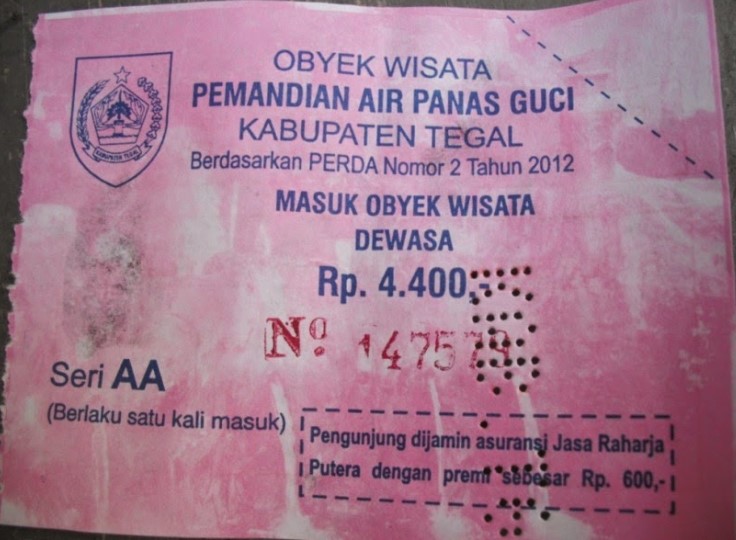 OBYEK WISATA
PEMANDIAN AIR PANAS GUCI
KABUPATEN TEGAL
Berdasarkan PERDA Nomor 2 Tahun 2012
MASUK OBYEK WISATA
DEWASA
Rp. 4.400,-
Nº 147579
Seri AA
(Berlaku satu kali masuk)
Pengunjung dijamin asuransi Jasa Raharja
Putera dengan premi sebesar Rp. 600,-
KABUPATEN TEGAL